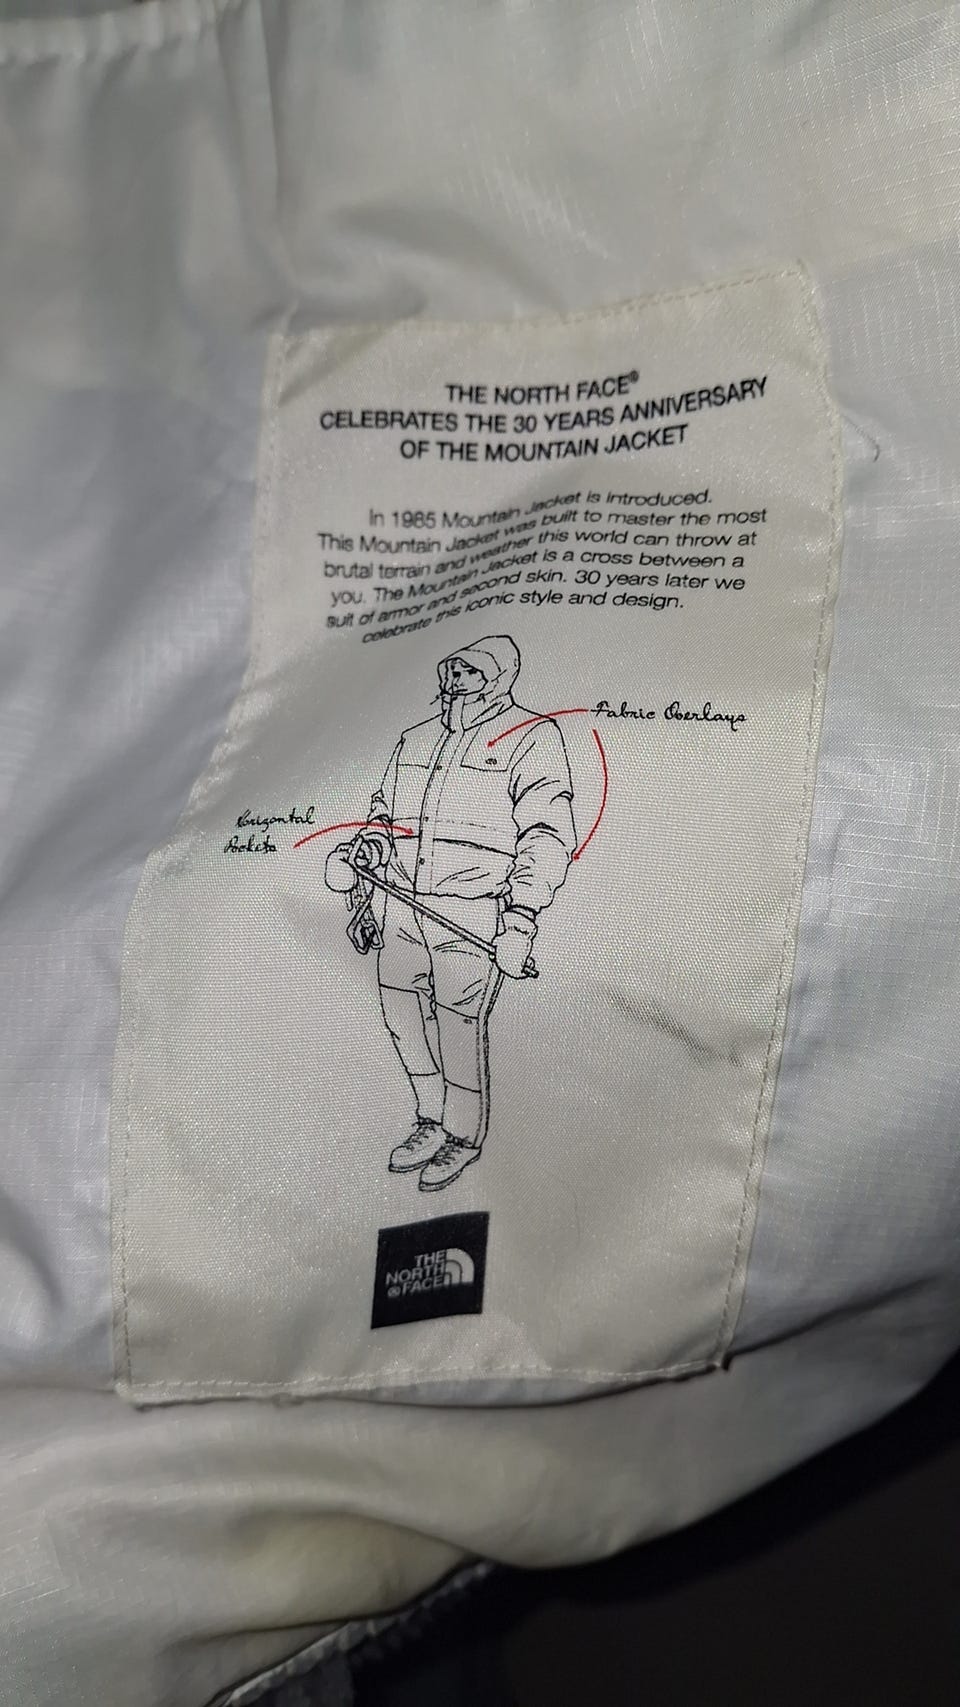 THE NORTH FACE®
CELEBRATES THE 30 YEARS ANNIVERSARY
OF THE MOUNTAIN JACKET
In 1985 Mountain Jacket is introduced.
This Mountain Jacket was built to master the most
brutal terrain and weather this world can throw at
you. The Mountain Jacket is a cross between a
suit of armor and second skin. 30 years later we
celebrate this iconic style and design.
Fabric Overlays
Horizontal
Pockets
THE
NORTH
FACE